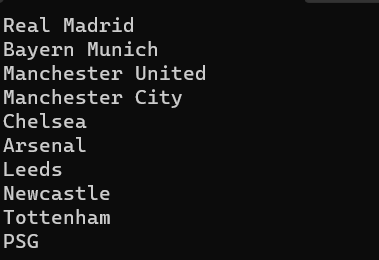 Real Madrid
Bayern Munich
Manchester United
Manchester City
Chelsea
Arsenal
Leeds
Newcastle
Tottenham
PSG